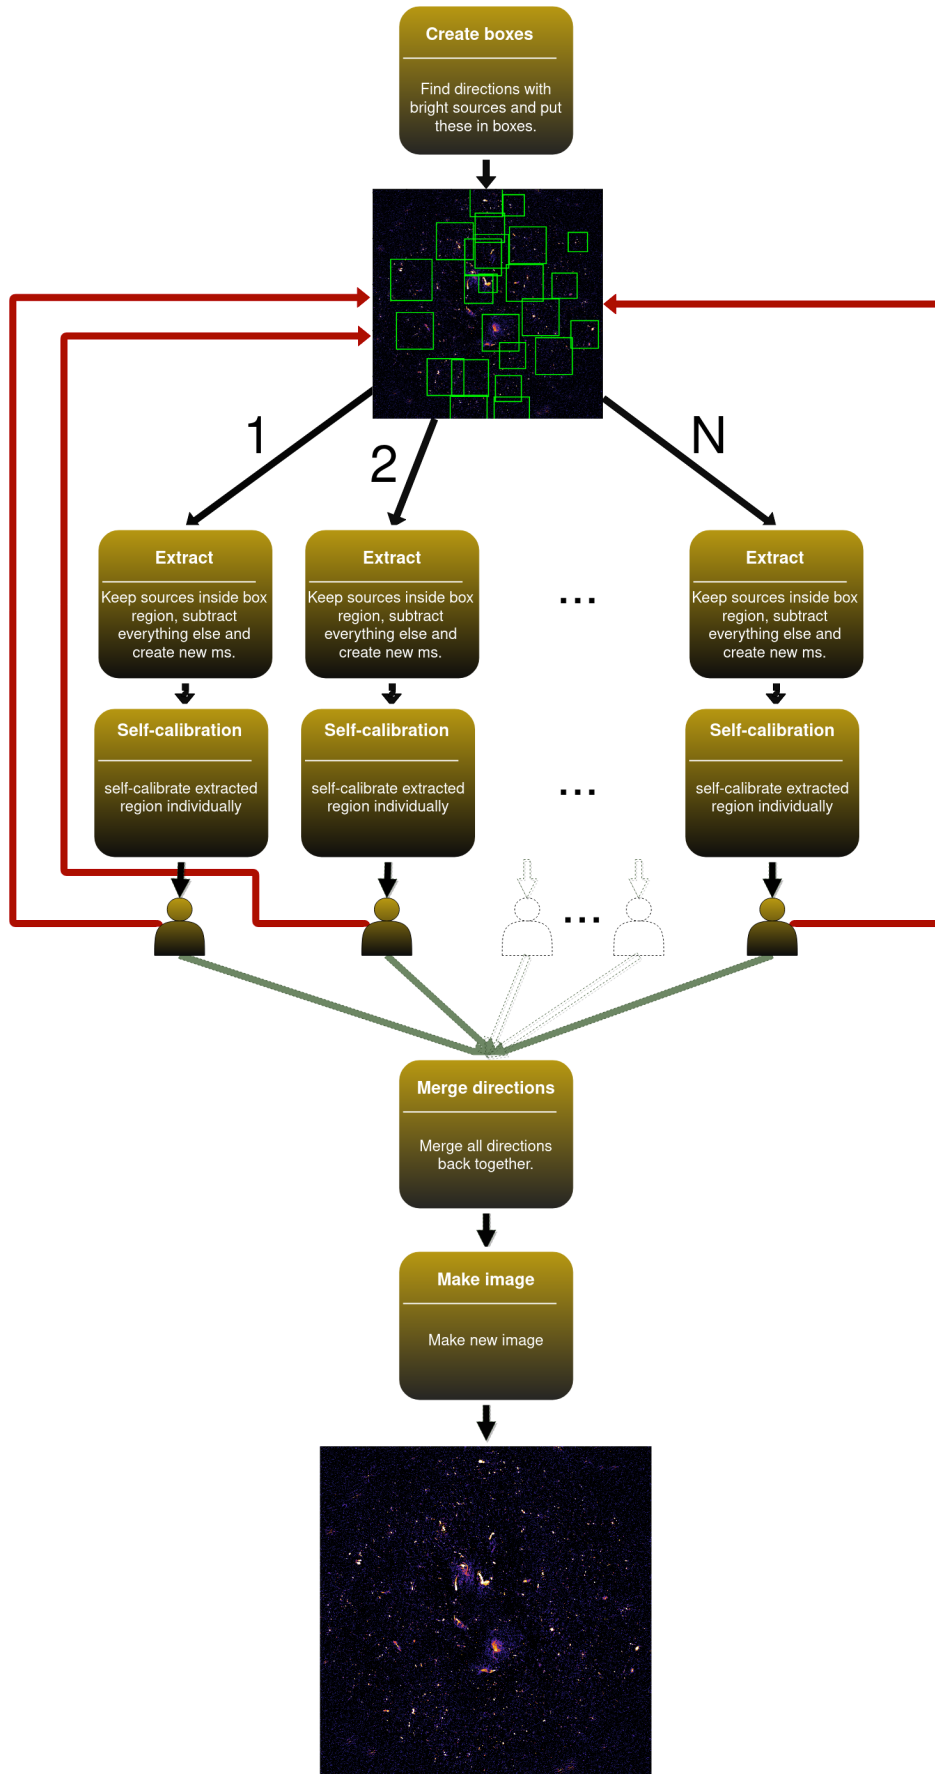 Create boxes
Find directions with
bright sources and put
these in boxes.
1
2
N
Extract
Keep sources inside box
region, subtract
everything else and
create new ms.
Extract
Keep sources inside box
region, subtract
everything else and
create new ms.
...
Extract
Keep sources inside box
region, subtract
everything else and
create new ms.
Self-calibration
self-calibrate extracted
region individually
Self-calibration
self-calibrate extracted
region individually
...
Self-calibration
self-calibrate extracted
region individually
...
Merge directions
Merge all directions
back together.
Make image
Make new image